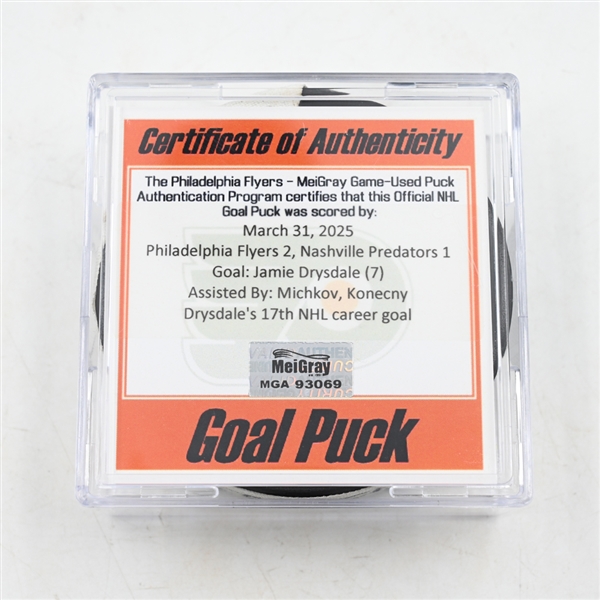 Certificate of Authenticity
The Philadelphia Flyers - MeiGray Game-Used Puck
Authentication Program certifies that this Official NHL
Goal Puck was scored by:
March 31, 2025
Philadelphia Flyers 2, Nashville Predators 1
Goal: Jamie Drysdale (7)
Assisted By: Michkov, Konecny
Drysdale's 17th NHL career goal
MeiGray
MGA 93069
Goal Puck